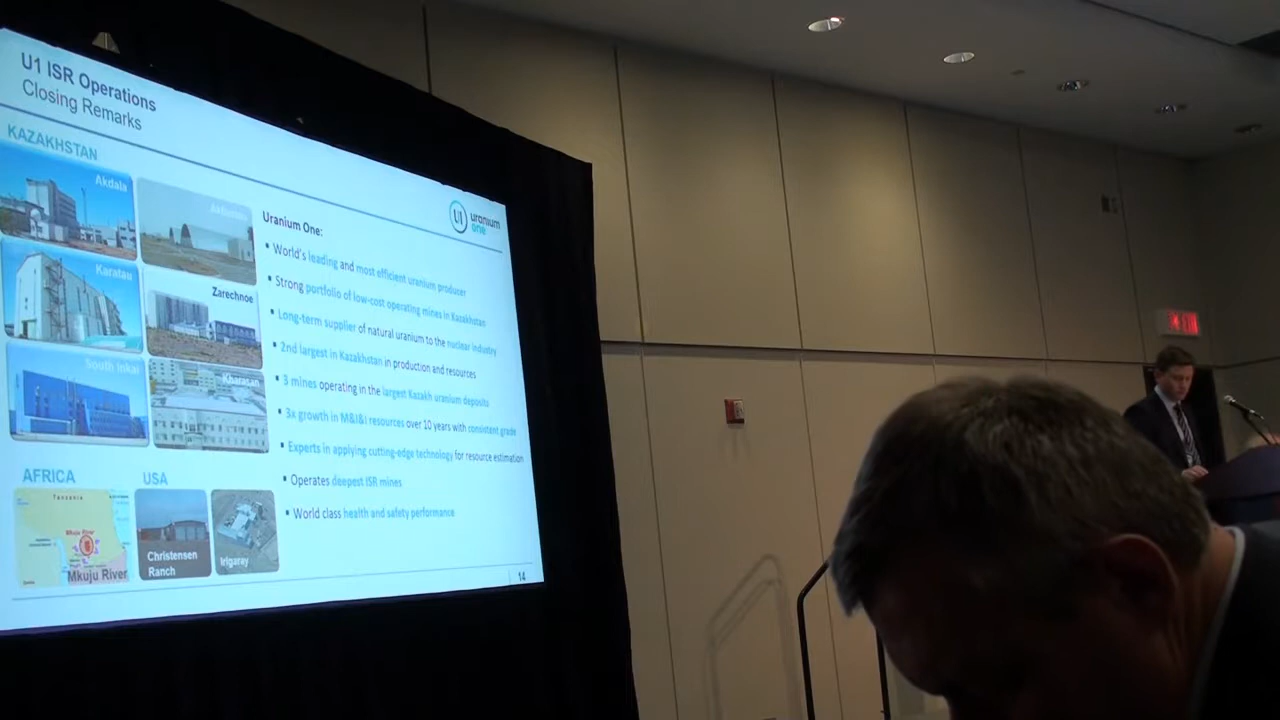 U1 ISR Operations
Closing Remarks
KAZAKHSTAN
Akdala
Karatau
Zarechnoe
South Inkai
Kharasan
U1
uranium
one
Uranium One:
▪ World's leading and most efficient uranium producer
▪ Strong portfolio of low-cost operating mines in Kazakhstan
▪ Long-term supplier of natural uranium to the nuclear industry
▪ 2nd largest in Kazakhstan in production and resources
▪ 3 mines operating in the largest Kazakh uranium deposits
▪ 3x growth in M&I&I resources over 10 years with consistent grade
▪ Experts in applying cutting-edge technology for resource estimation
▪ Operates deepest ISR mines
▪ World class health and safety performance
AFRICA
USA
Tanzania
Mkuju River
Mkuju River
Christensen
Ranch
Irigaray
14